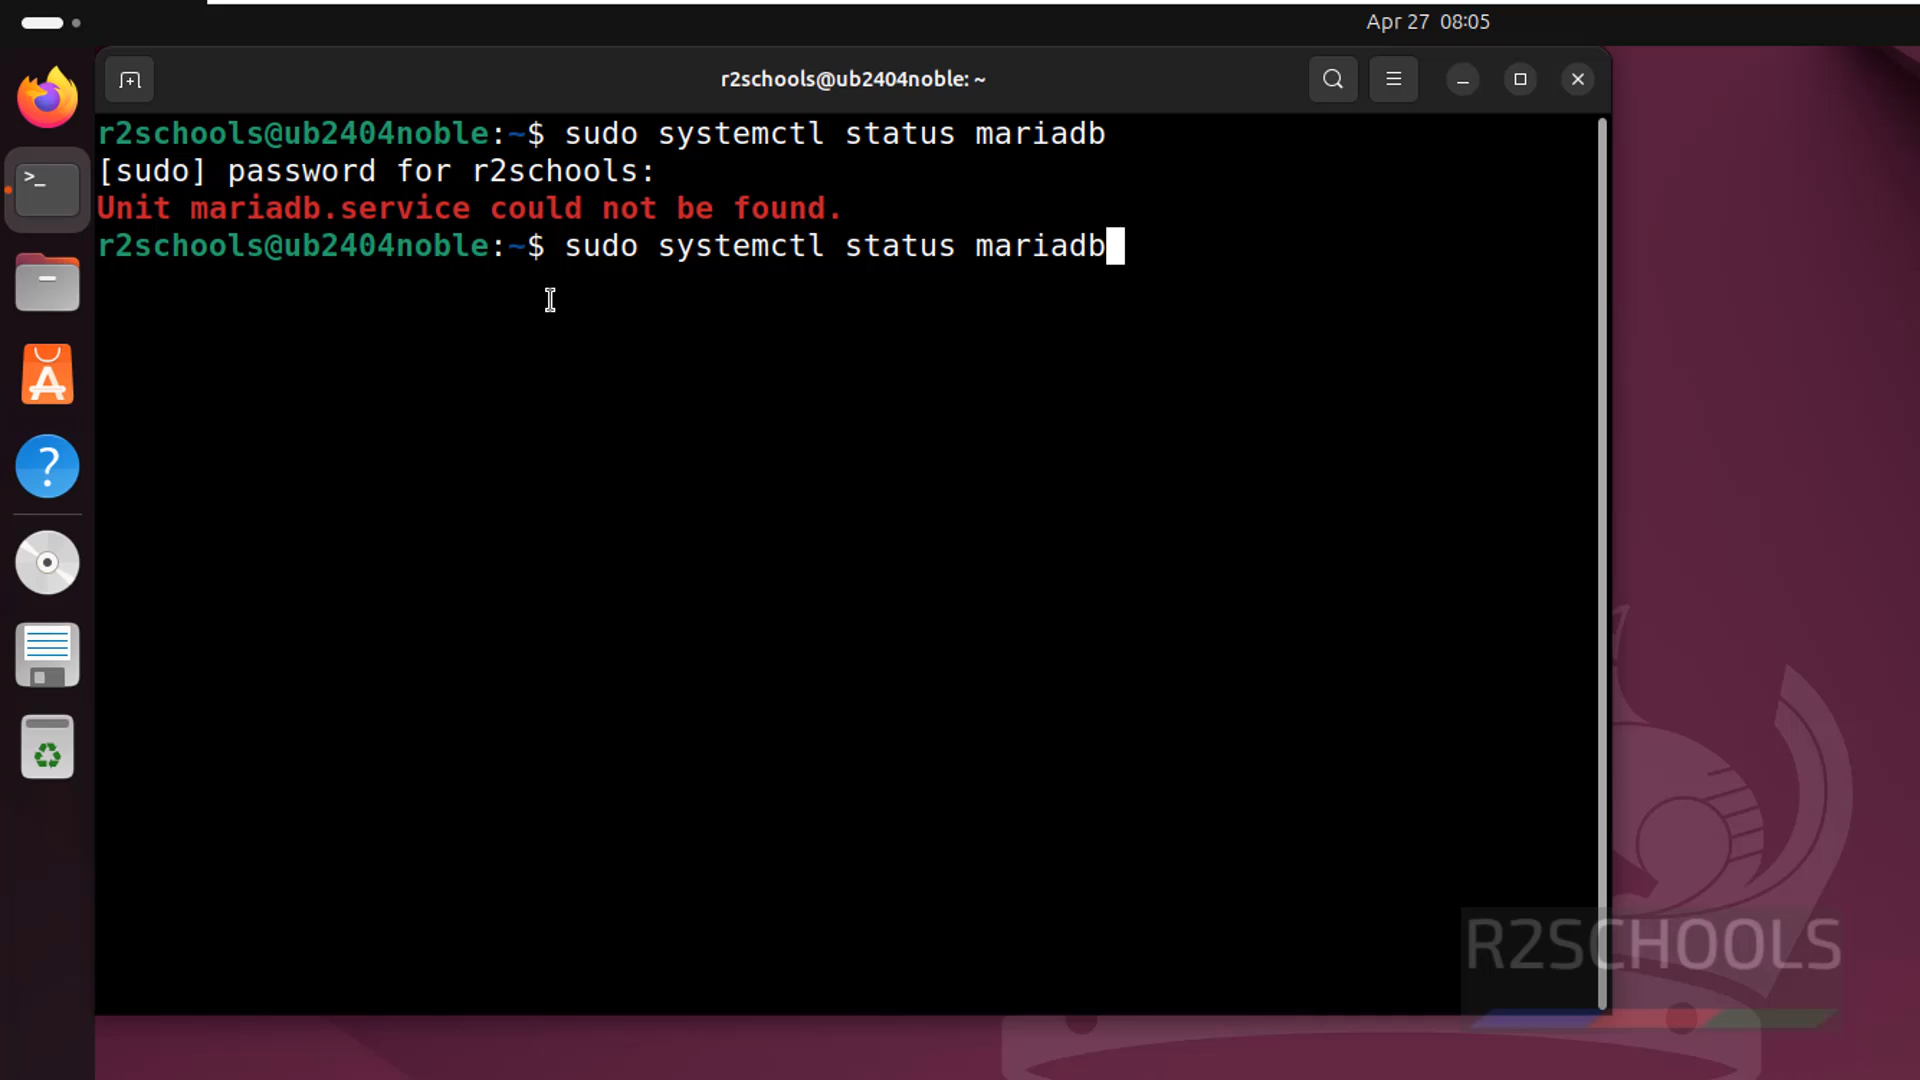 Apr 27 08:05
r2schools@ub2404noble: ~
r2schools@ub2404noble:~$ sudo systemctl status mariadb
[sudo] password for r2schools:
Unit mariadb.service could not be found.
r2schools@ub2404noble:~$ sudo systemctl status mariadb
R2SCHOOLS